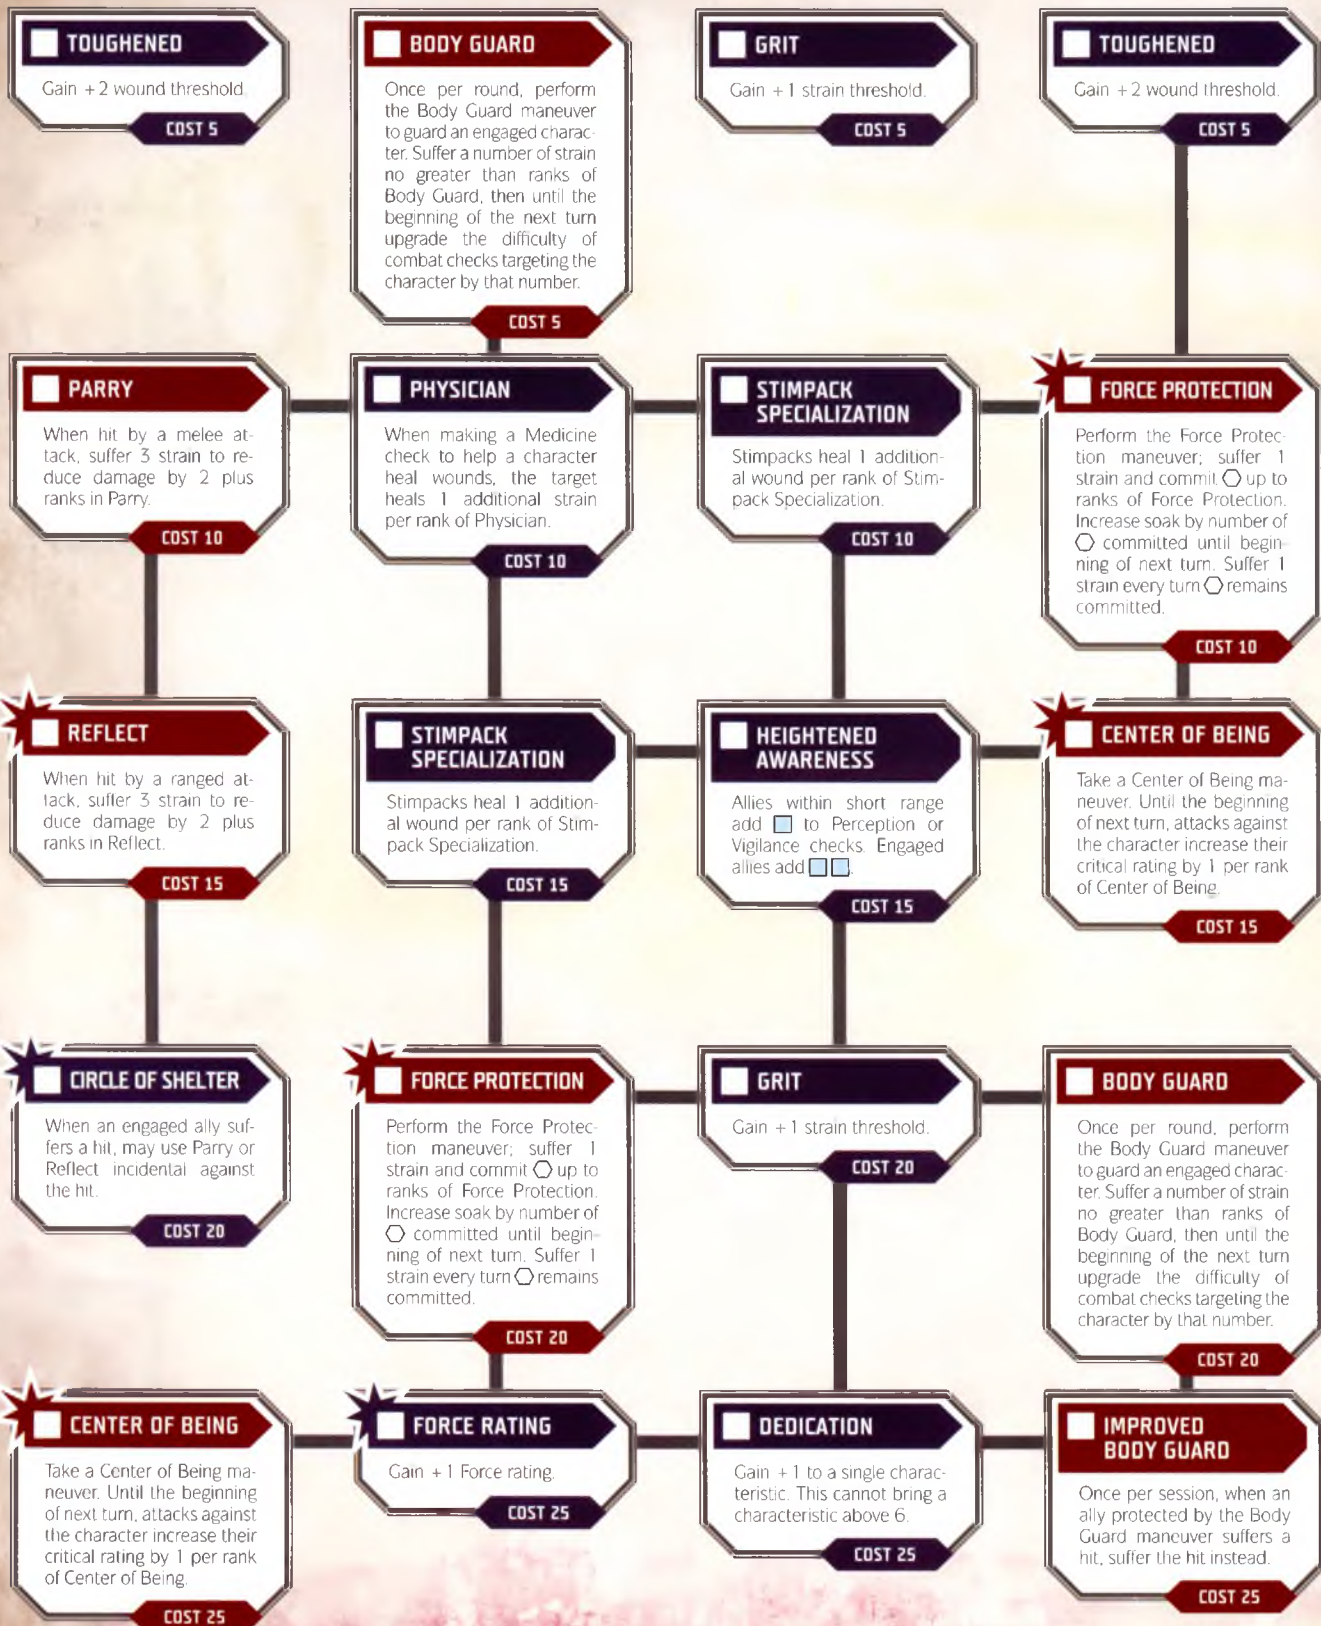 TOUGHENED
Gain +2 wound threshold.
COST 5
BODY GUARD
Once per round, perform
the Body Guard maneuver
to guard an engaged charac-
ter. Suffer a number of strain
no greater than ranks of
Body Guard, then until the
beginning of the next turn
upgrade the difficulty of
combat checks targeting the
character by that number.
COST 5
GRIT
Gain +1 strain threshold.
COST 5
TOUGHENED
Gain +2 wound threshold.
COST 5
PARRY
When hit by a melee at-
tack, suffer 3 strain to re-
duce damage by 2 plus
ranks in Parry.
COST 10
PHYSICIAN
When making a Medicine
check to help a character
heal wounds, the target
heals 1 additional strain
per rank of Physician.
COST 10
STIMPACK
SPECIALIZATION
Stimpacks heal 1 addition-
al wound per rank of Stim-
pack Specialization.
COST 10
FORCE PROTECTION
Perform the Force Protec-
tion maneuver; suffer 1
strain and commit up to
ranks of Force Protection.
Increase soak by number of
committed until begin-
ning of next turn. Suffer 1
strain every turn remains
committed.
COST 10
REFLECT
When hit by a ranged at-
tack, suffer 3 strain to re-
duce damage by 2 plus
ranks in Reflect.
COST 15
STIMPACK
SPECIALIZATION
Stimpacks heal 1 addition-
al wound per rank of Stim-
pack Specialization.
COST 15
HEIGHTENED
AWARENESS
Allies within short range
add to Perception or
Vigilance checks. Engaged
allies add .
COST 15
CENTER OF BEING
Take a Center of Being ma-
neuver. Until the beginning
of next turn, attacks against
the character increase their
critical rating by 1 per rank
of Center of Being.
COST 15
CIRCLE OF SHELTER
When an engaged ally suf-
fers a hit, may use Parry or
Reflect incidental against
the hit.
COST 20
FORCE PROTECTION
Perform the Force Protec-
tion maneuver; suffer 1
strain and commit up to
ranks of Force Protection.
Increase soak by number of
committed until begin-
ning of next turn. Suffer 1
strain every turn remains
committed.
COST 20
GRIT
Gain +1 strain threshold.
COST 20
BODY GUARD
Once per round, perform
the Body Guard maneuver
to guard an engaged charac-
ter. Suffer a number of strain
no greater than ranks of
Body Guard, then until the
beginning of the next turn
upgrade the difficulty of
combat checks targeting the
character by that number.
COST 20
CENTER OF BEING
Take a Center of Being ma-
neuver. Until the beginning
of next turn, attacks against
the character increase their
critical rating by 1 per rank
of Center of Being.
COST 25
FORCE RATING
Gain +1 Force rating.
COST 25
DEDICATION
Gain +1 to a single charac-
teristic. This cannot bring a
characteristic above 6.
COST 25
IMPROVED
BODY GUARD
Once per session, when an
ally protected by the Body
Guard maneuver suffers a
hit, suffer the hit instead.
COST 25